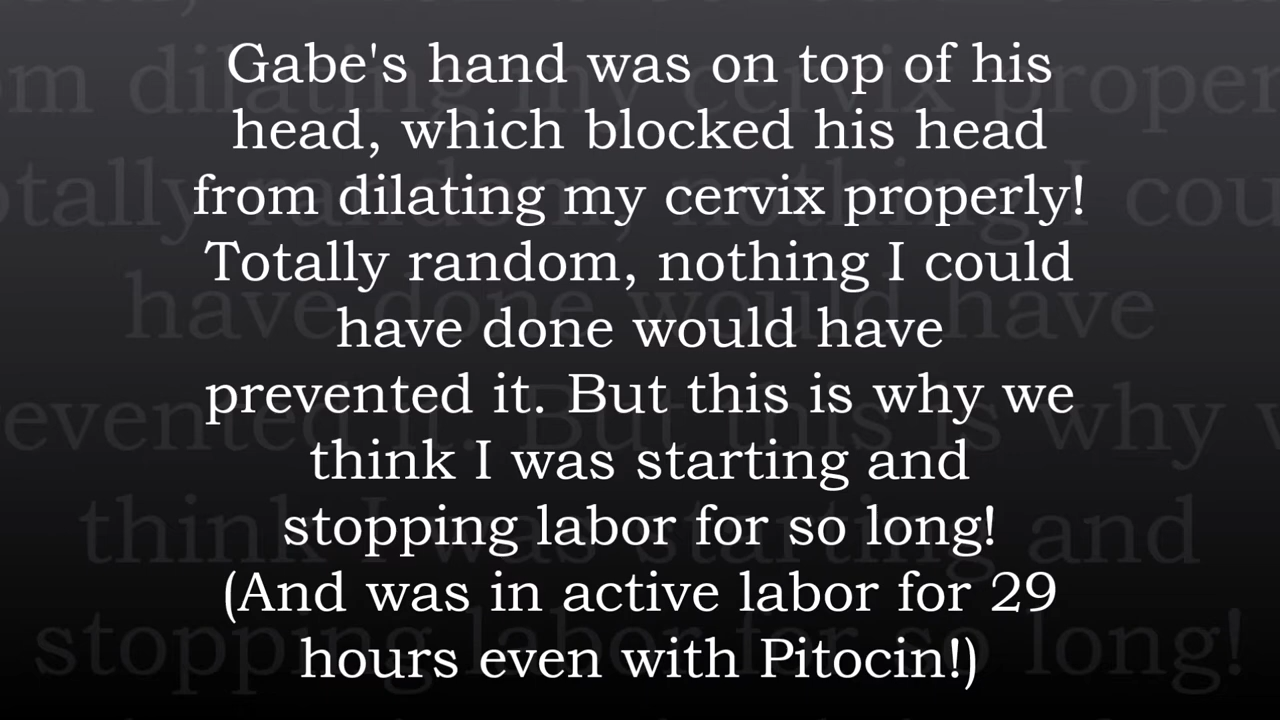 Gabe's hand was on top of his
head, which blocked his head
from dilating my cervix properly!
Totally random, nothing I could
have done would have
prevented it. But this is why we
think I was starting and
stopping labor for so long!
(And was in active labor for 29
hours even with Pitocin!)